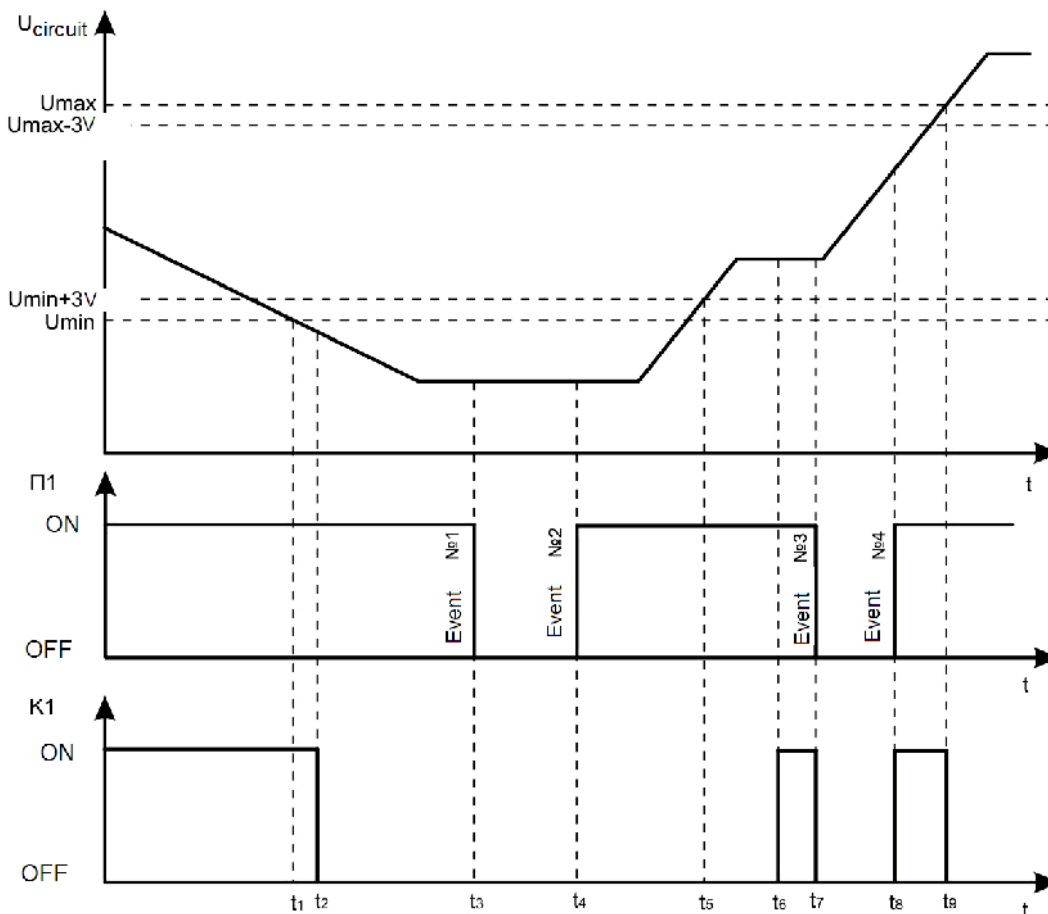 Ucircuit
Umax
Umax-3V
Umin+3V
Umin
t
П1
ON
OFF
Event №1
Event №2
Event №3
Event №4
t
K1
ON
OFF
t1 t2 t3 t4 t5 t6 t7 t8 t9 t